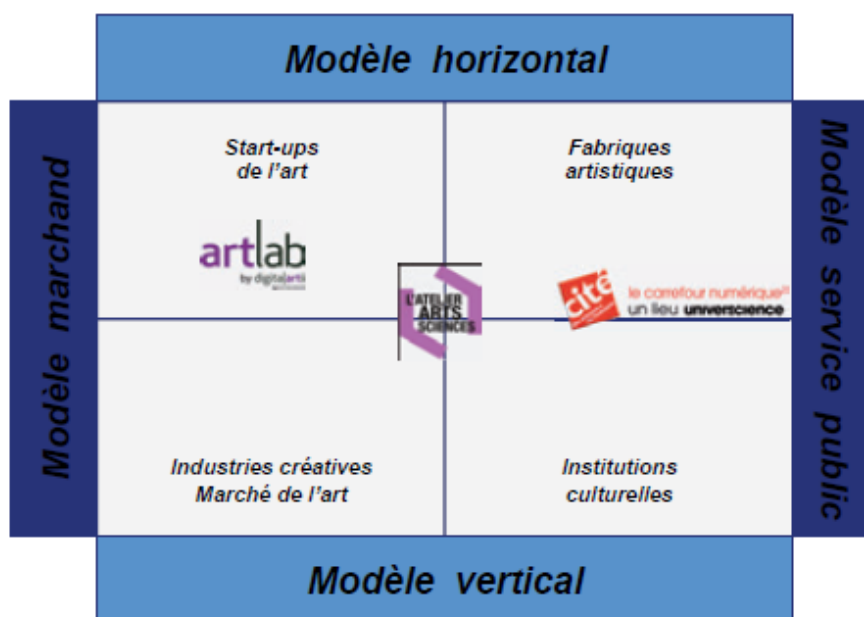 Modèle horizontal
Modèle marchand
Start-ups
de l'art
Fabriques
artistiques
Modèle service public
artlab
by digitalarti
L'ATELIER
ARTS
SCIENCES
cité
le carrefour numérique²
un lieu universcience
Industries créatives
Marché de l'art
Institutions
culturelles
Modèle vertical